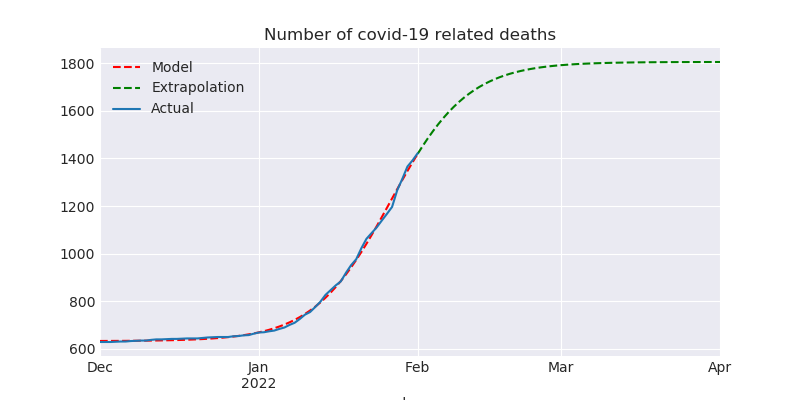 Number of covid-19 related deaths
Model
Extrapolation
Actual
1800
1600
1400
1200
1000
800
600
Dec
Jan
2022
Feb
Mar
Apr